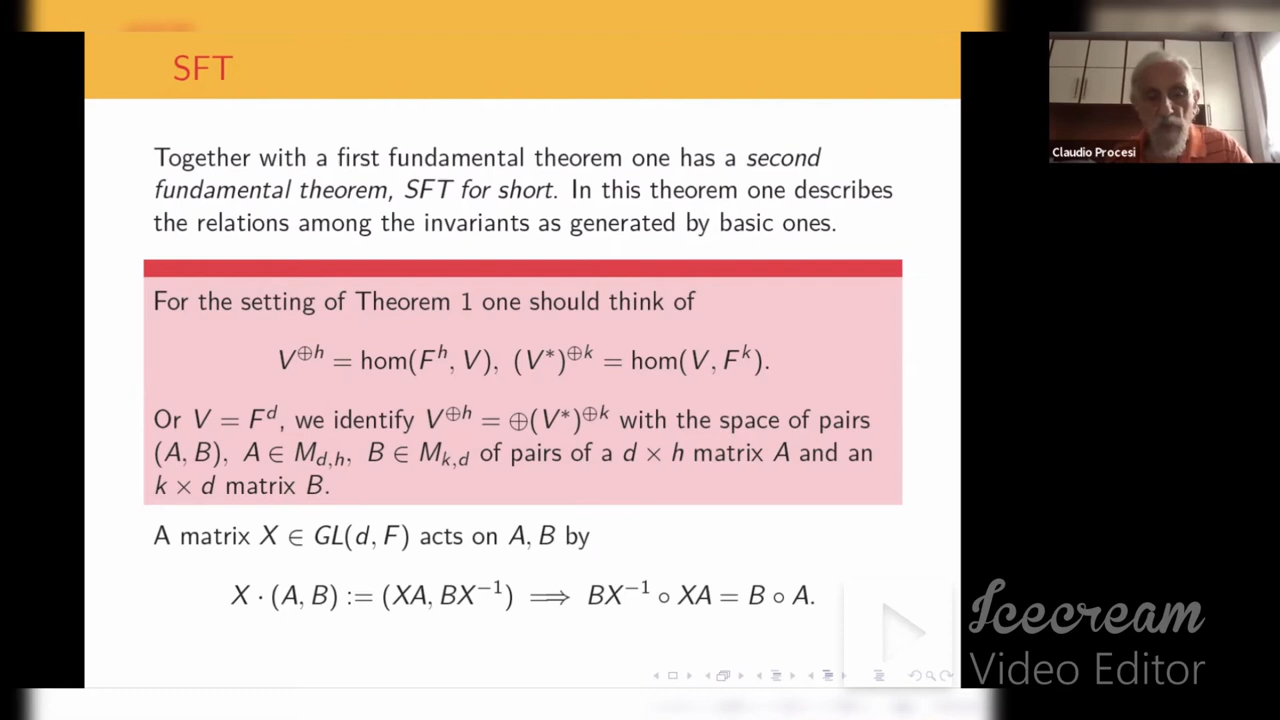 SFT
Claudio Procesi
Together with a first fundamental theorem one has a second
fundamental theorem, SFT for short. In this theorem one describes
the relations among the invariants as generated by basic ones.
For the setting of Theorem 1 one should think of
V^{⊕h} = hom(F^h, V), (V*)^{⊕k} = hom(V, F^k).
Or V = F^d, we identify V^{⊕h} = ⊕(V*)^{⊕k} with the space of pairs
(A, B), A ∈ M_{d,h}, B ∈ M_{k,d} of pairs of a d × h matrix A and an
k × d matrix B.
A matrix X ∈ GL(d, F) acts on A, B by
X · (A, B) := (XA, BX^{−1}) ⟹ BX^{−1} ∘ XA = B ∘ A.
Icecream
Video Editor